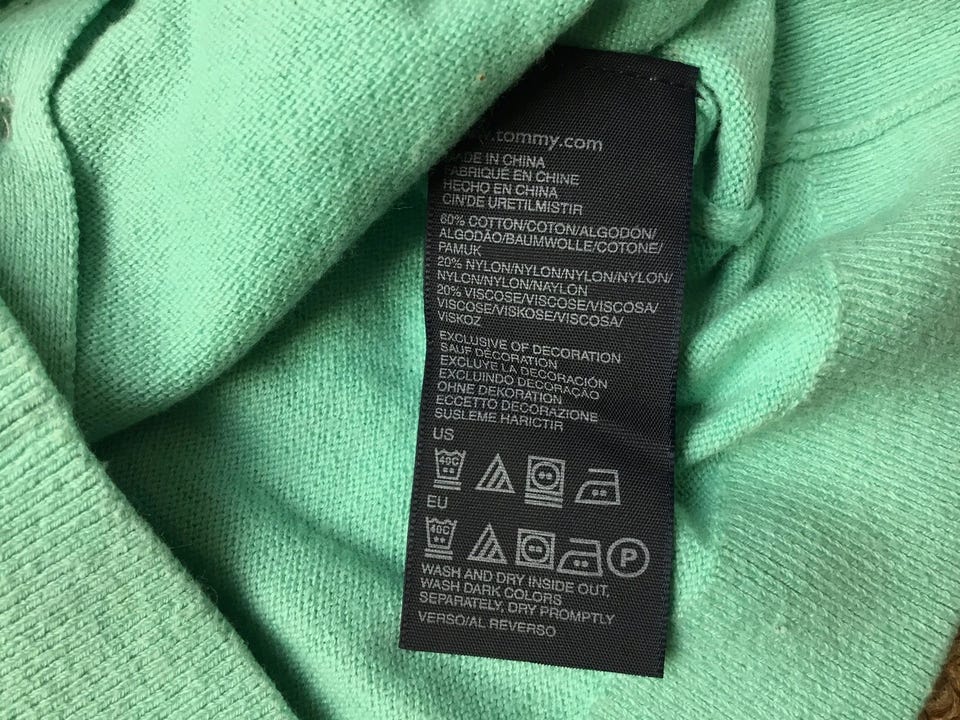 .tommy.com
MADE IN CHINA
FABRIQUÉ EN CHINE
HECHO EN CHINA
CIN'DE URETILMISTIR
60% COTTON/COTON/ALGODON/
ALGODÃO/BAUMWOLLE/COTONE/
PAMUK
20% NYLON/NYLON/NYLON/NYLON/
NYLON/NYLON/NAYLON
20% VISCOSE/VISCOSE/VISCOSA/
VISCOSE/VISKOSE/VISCOSA/
VISKOZ
EXCLUSIVE OF DECORATION
SAUF DÉCORATION
EXCLUYE LA DECORACIÓN
EXCLUINDO DECORAÇÃO
OHNE DEKORATION
ECCETTO DECORAZIONE
SUSLEME HARICTIR
US
40C
EU
40C P
WASH AND DRY INSIDE OUT,
WASH DARK COLORS
SEPARATELY, DRY PROMPTLY
VERSO/AL REVERSO